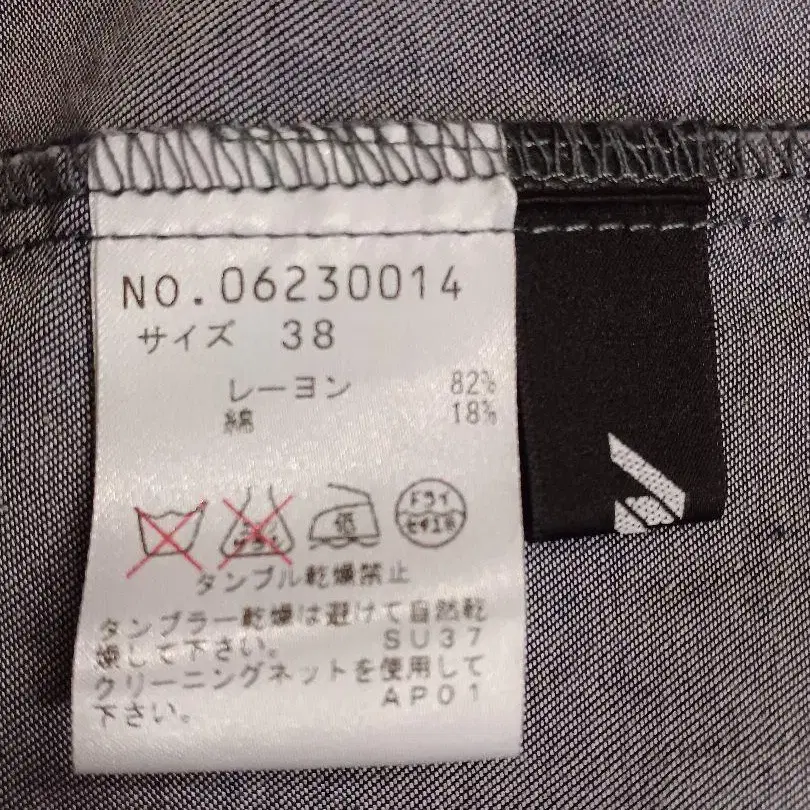 NO.06230014
サイズ 38
レーヨン 82%
綿 18%
低
ドライ
セキユ系
タンブル乾燥禁止
タンブラー乾燥は避けて自然乾
燥して下さい。 SU37
クリーニングネットを使用して
下さい。 AP01